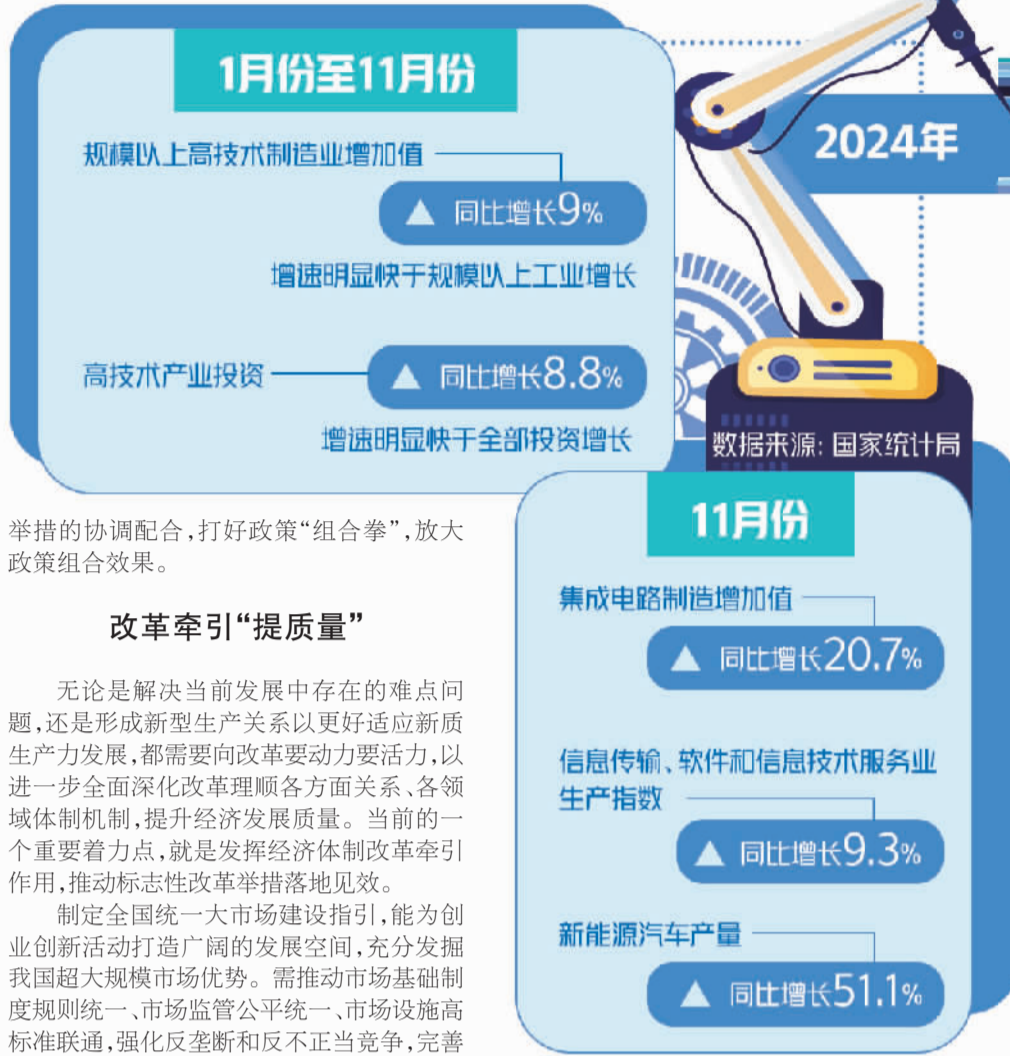 1月份至11月份
规模以上高技术制造业增加值
同比增长9%
增速明显快于规模以上工业增长
高技术产业投资
同比增长8.8%
增速明显快于全部投资增长
2024年
数据来源：国家统计局
11月份
集成电路制造增加值
同比增长20.7%
信息传输、软件和信息技术服务业
生产指数
同比增长9.3%
新能源汽车产量
同比增长51.1%
举措的协调配合,打好政策“组合拳”,放大
政策组合效果。
改革牵引“提质量”
无论是解决当前发展中存在的难点问
题,还是形成新型生产关系以更好适应新质
生产力发展,都需要向改革要动力要活力,以
进一步全面深化改革理顺各方面关系、各领
域体制机制,提升经济发展质量。当前的一
个重要着力点,就是发挥经济体制改革牵引
作用,推动标志性改革举措落地见效。
制定全国统一大市场建设指引,能为创
业创新活动打造广阔的发展空间,充分发掘
我国超大规模市场优势。需推动市场基础制
度规则统一、市场监管公平统一、市场设施高
标准联通,强化反垄断和反不正当竞争,完善